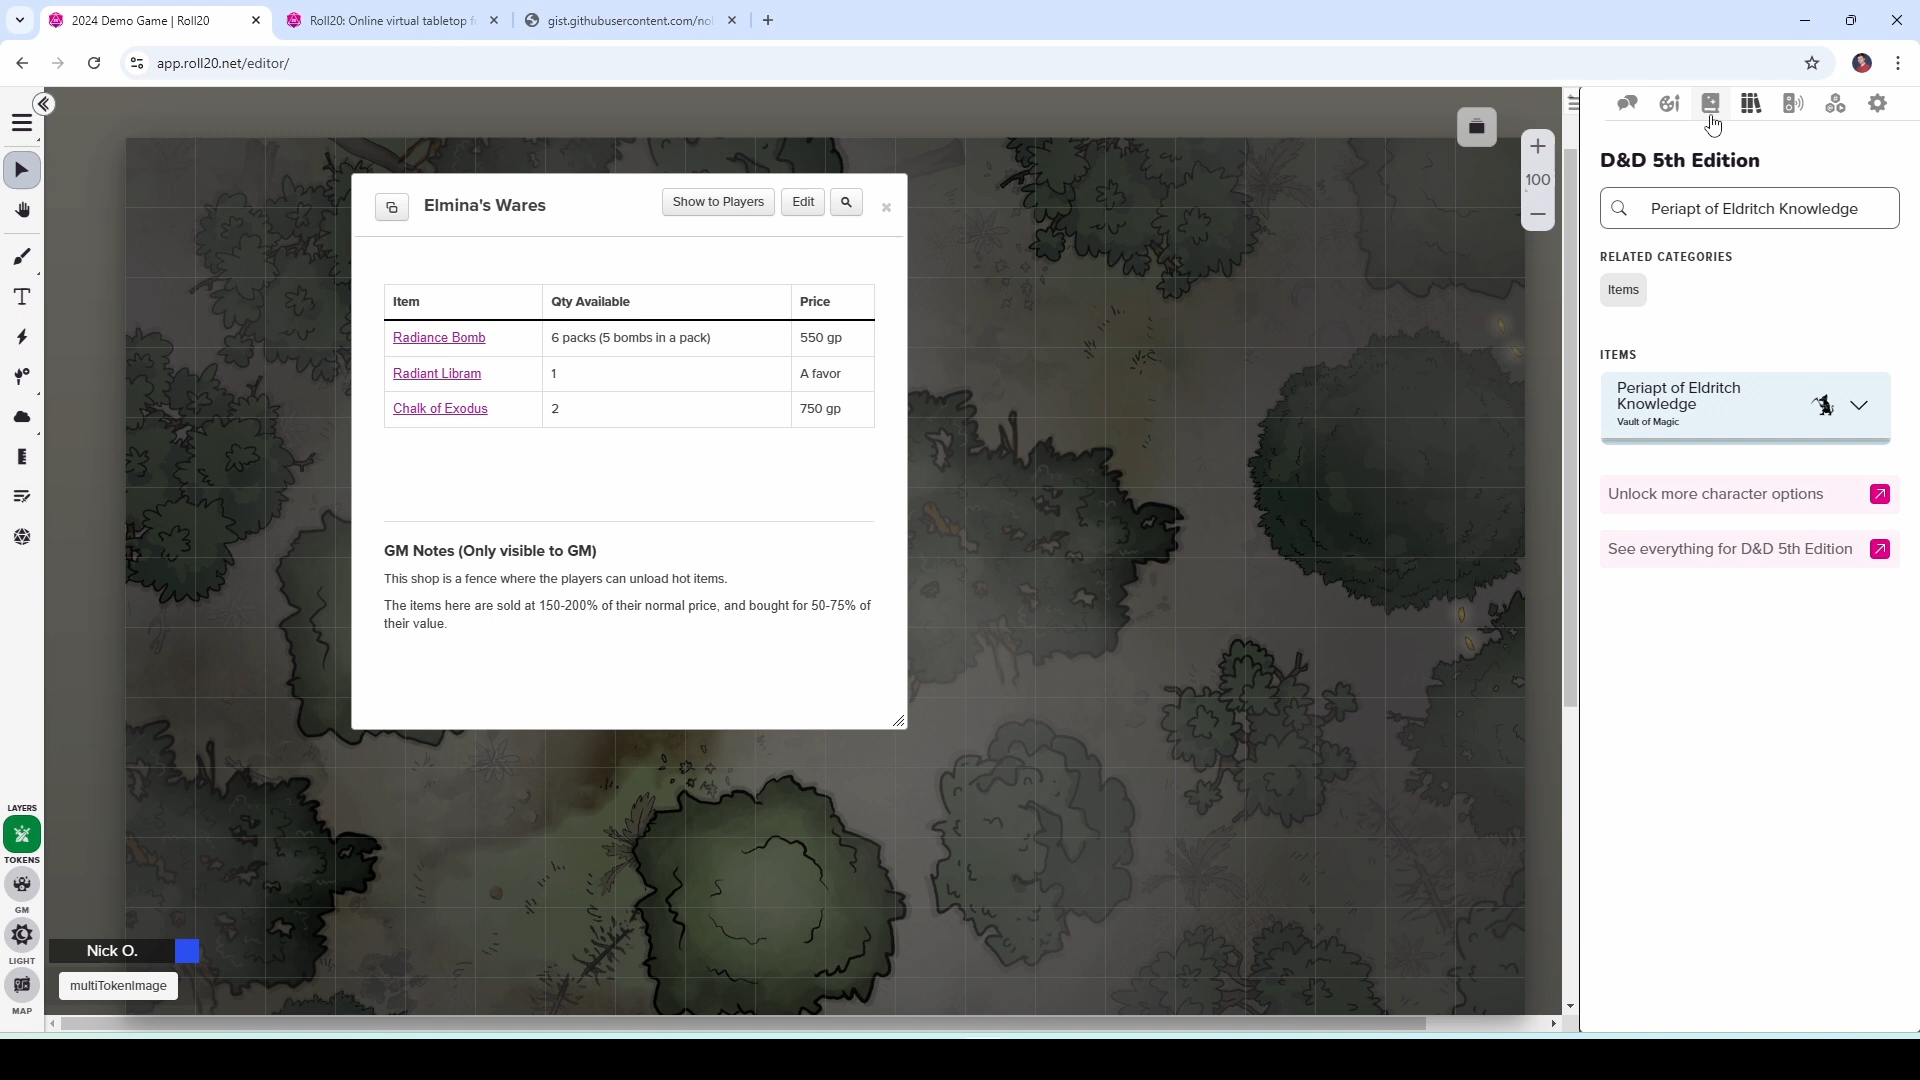 2024 Demo Game | Roll20
Roll20: Online virtual tabletop f
gist.githubusercontent.com/no
app.roll20.net/editor/
D&D 5th Edition
Periapt of Eldritch Knowledge
RELATED CATEGORIES
Items
ITEMS
Periapt of Eldritch
Knowledge
Vault of Magic
Unlock more character options
See everything for D&D 5th Edition
100
Elmina's Wares
Show to Players
Edit
Item Qty Available Price
Radiance Bomb 6 packs (5 bombs in a pack) 550 gp
Radiant Libram 1 A favor
Chalk of Exodus 2 750 gp
GM Notes (Only visible to GM)
This shop is a fence where the players can unload hot items.
The items here are sold at 150-200% of their normal price, and bought for 50-75% of
their value.
LAYERS
TOKENS
GM
LIGHT
MAP
Nick O.
multiTokenImage